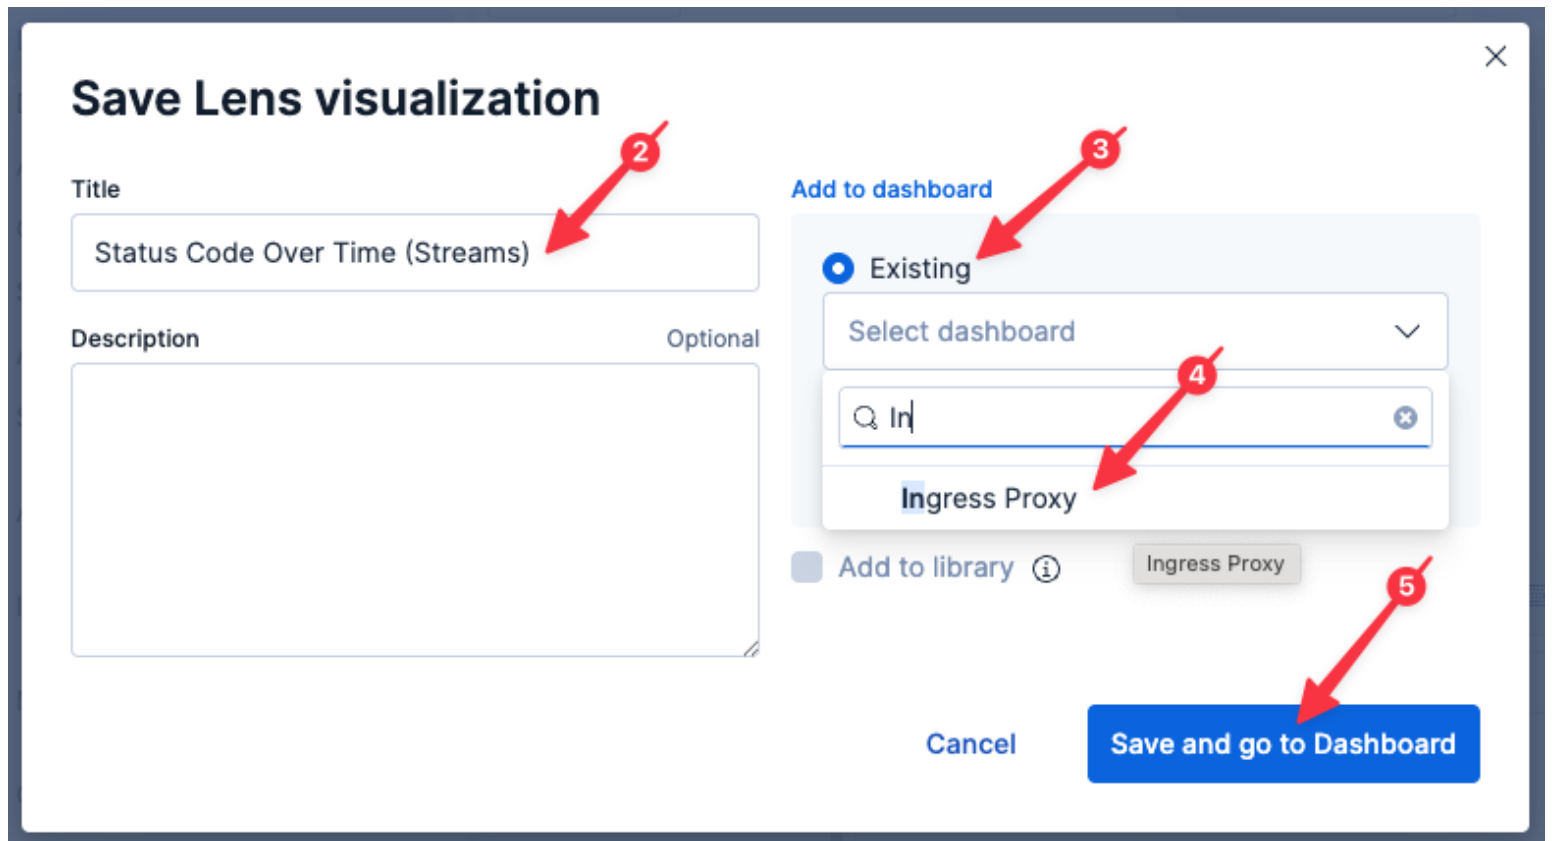 Save Lens visualization
2
3
Title
Add to dashboard
Status Code Over Time (Streams)
Existing
Description
Optional
Select dashboard
4
In
Ingress Proxy
Add to library
Ingress Proxy
5
Cancel
Save and go to Dashboard